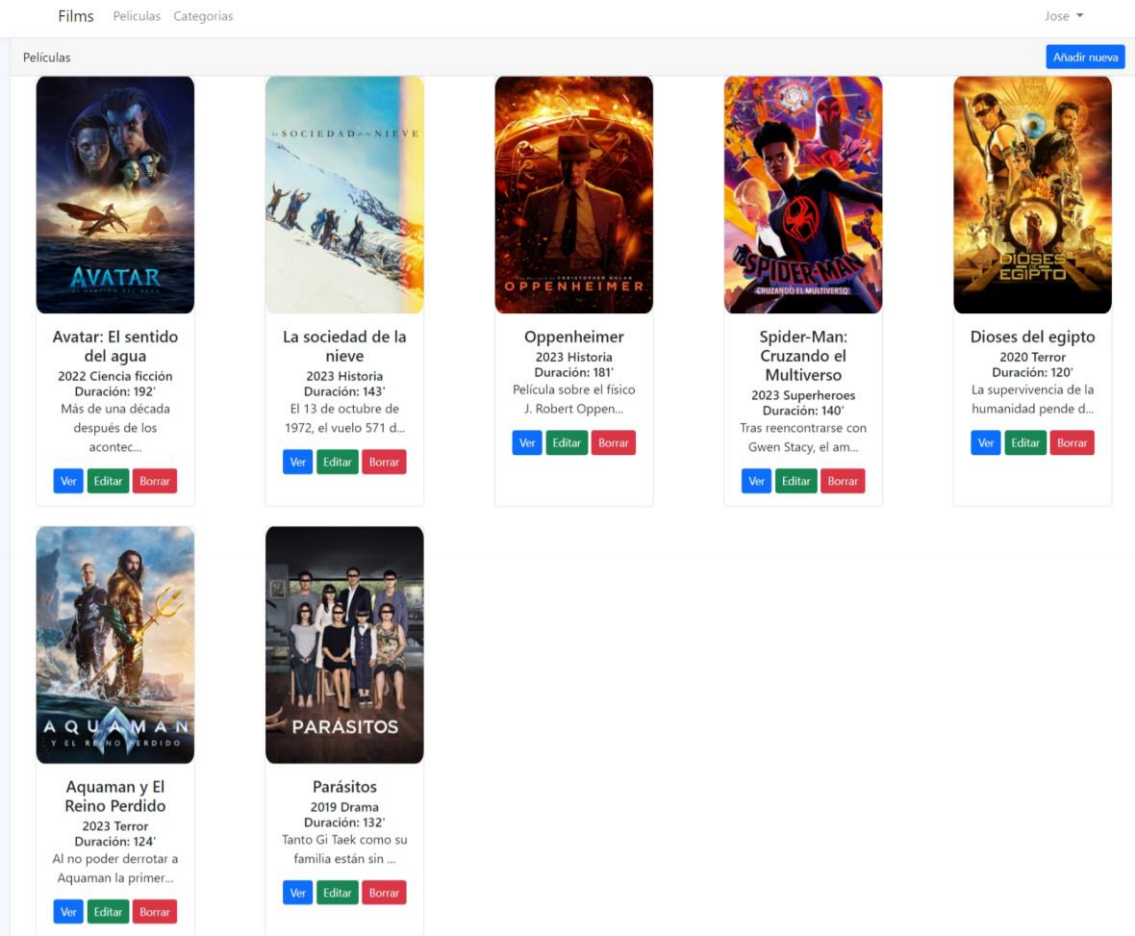 Films Peliculas Categorias Jose
Películas Añadir nueva
AVATAR
EL SENTIDO DEL AGUA
La SOCIEDAD de la NIEVE
CHRISTOPHER NOLAN
OPPENHEIMER
SPIDER-MAN
CRUZANDO EL MULTIVERSO
DIOSES
EGIPTO
Avatar: El sentido
del agua
2022 Ciencia ficción
Duración: 192'
Más de una década
después de los
acontec...
Ver Editar Borrar
La sociedad de la
nieve
2023 Historia
Duración: 143'
El 13 de octubre de
1972, el vuelo 571 d...
Ver Editar Borrar
Oppenheimer
2023 Historia
Duración: 181'
Película sobre el físico
J. Robert Oppen...
Ver Editar Borrar
Spider-Man:
Cruzando el
Multiverso
2023 Superheroes
Duración: 140'
Tras reencontrarse con
Gwen Stacy, el am...
Ver Editar Borrar
Dioses del egipto
2020 Terror
Duración: 120'
La supervivencia de la
humanidad pende d...
Ver Editar Borrar
AQUAMAN
Y EL REINO PERDIDO
PARÁSITOS
Aquaman y El
Reino Perdido
2023 Terror
Duración: 124'
Al no poder derrotar a
Aquaman la primer...
Ver Editar Borrar
Parásitos
2019 Drama
Duración: 132'
Tanto Gi Taek como su
familia están sin ...
Ver Editar Borrar